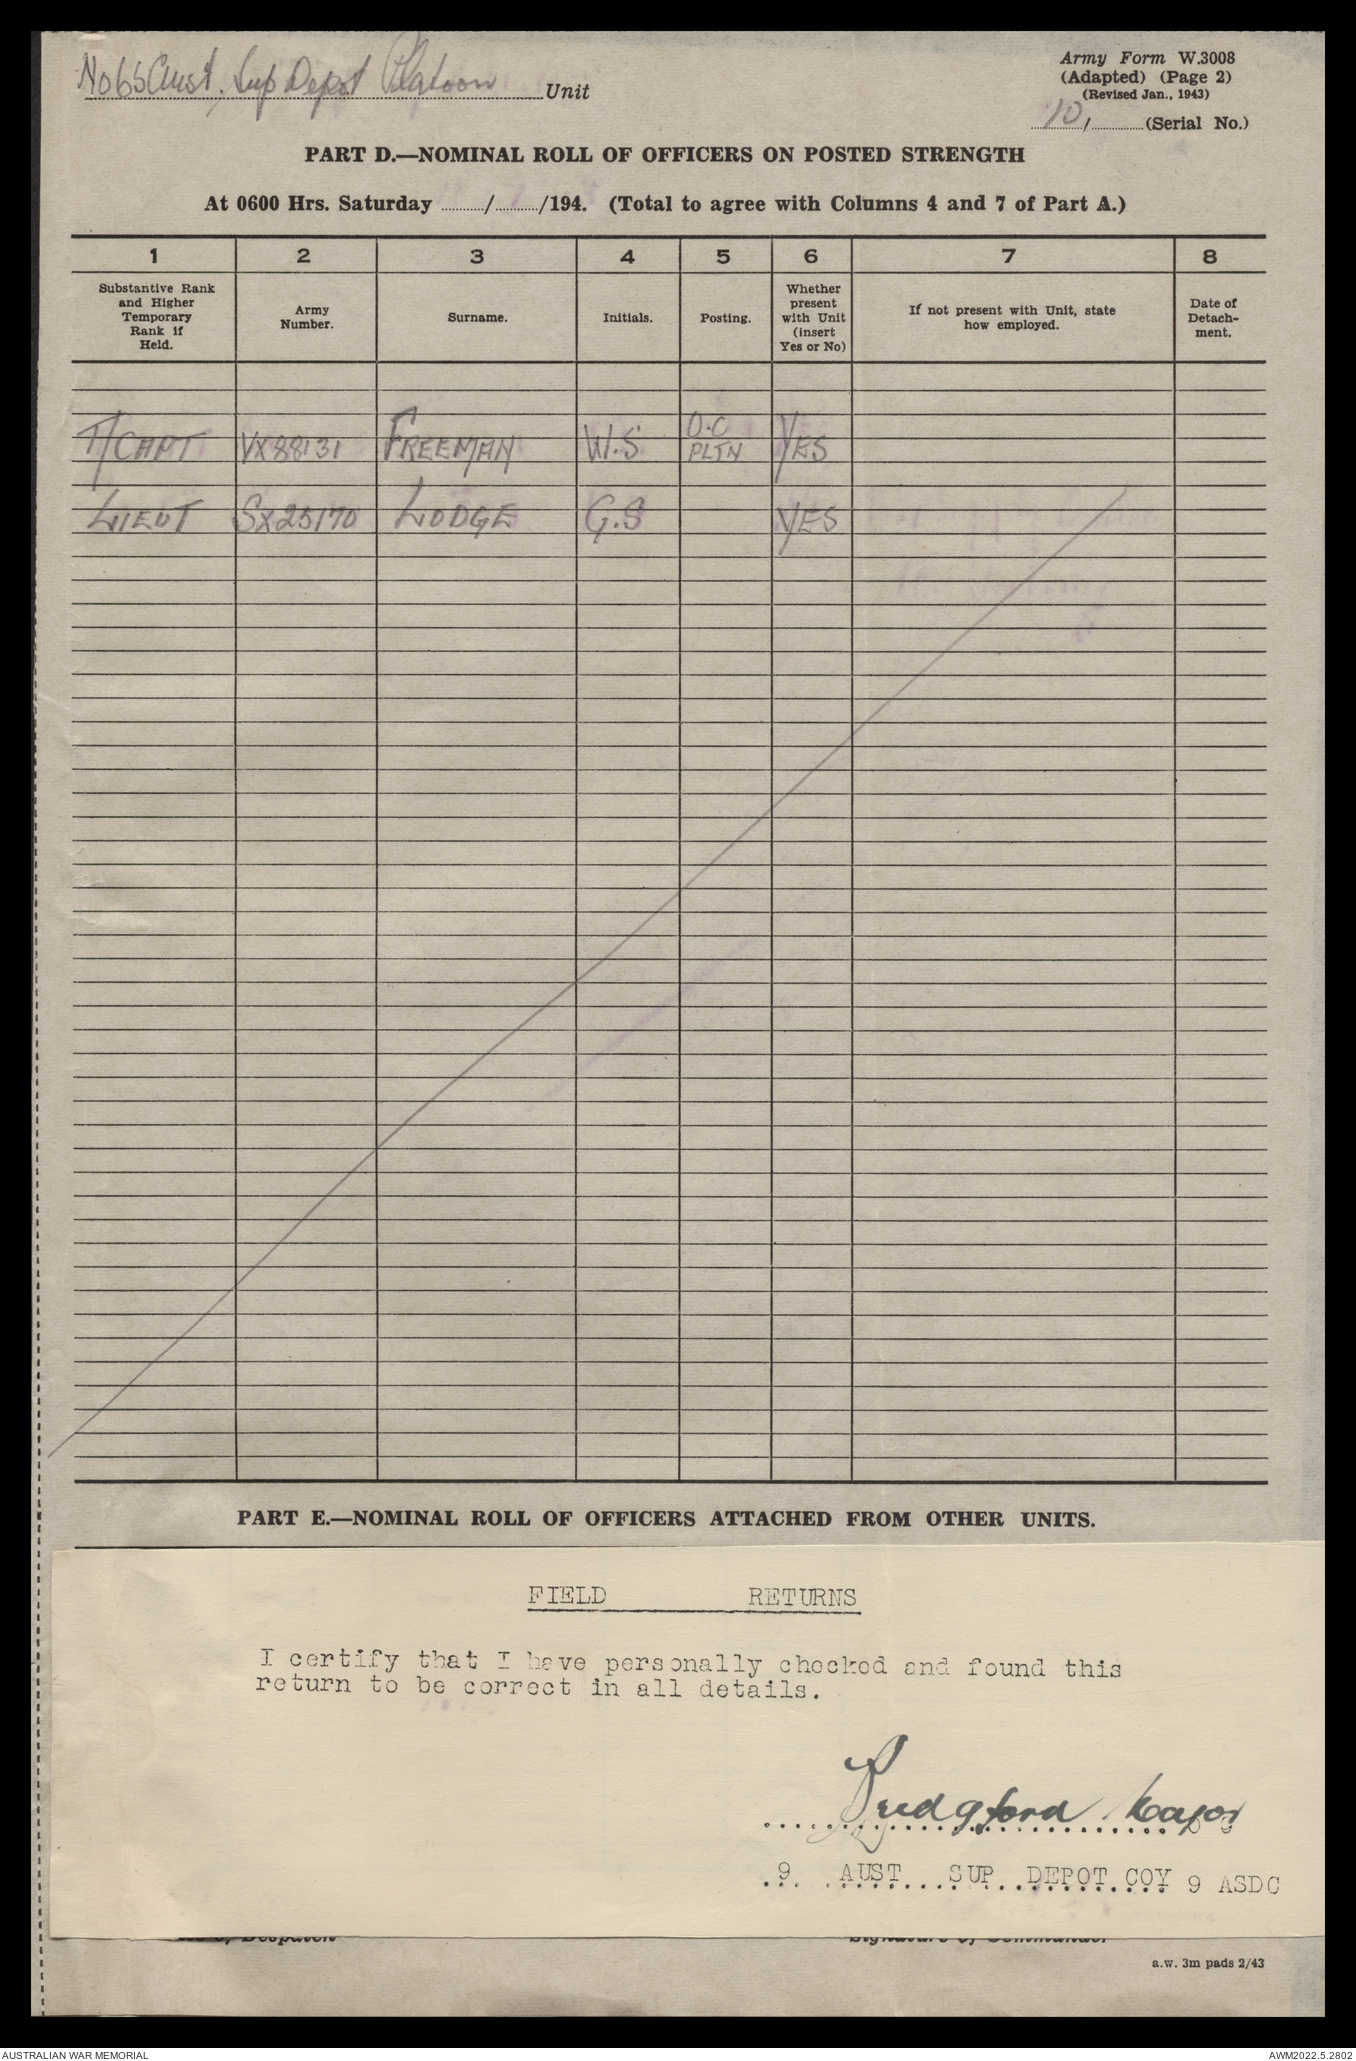 No 65 Aust. Sup Depot Platoon Unit
Army Form W.3008
(Adapted) (Page 2)
(Revised Jan., 1943)
10/ (Serial No.)
PART D.—NOMINAL ROLL OF OFFICERS ON POSTED STRENGTH
At 0600 Hrs. Saturday ........../........../194. (Total to agree with Columns 4 and 7 of Part A.)
1 2 3 4 5 6 7 8
Substantive Rank and Higher Temporary Rank if Held. Army Number. Surname. Initials. Posting. Whether present with Unit (insert Yes or No) If not present with Unit, state how employed. Date of Detach-ment.
T/CAPT VX88131 FREEMAN W.S O.C PLTN YES
LIEUT SX25170 LODGE G.S YES
PART E.—NOMINAL ROLL OF OFFICERS ATTACHED FROM OTHER UNITS.
FIELD RETURNS
I certify that I have personally checked and found this
return to be correct in all details.
Major
9 AUST SUP DEPOT COY 9 ASDC
a.w. 3m pads 2/43
AUSTRALIAN WAR MEMORIAL
AWM2022.5.2802